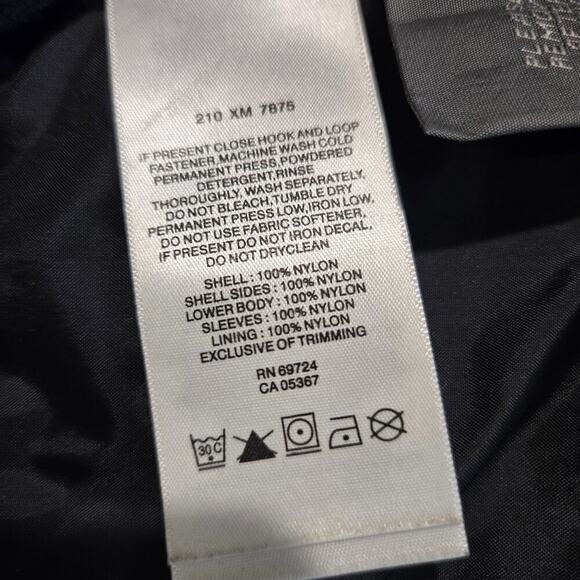 210 XM 7875
IF PRESENT CLOSE HOOK AND LOOP
FASTENER,MACHINE WASH COLD
PERMANENT PRESS,POWDERED
DETERGENT,RINSE
THOROUGHLY, WASH SEPARATELY,
DO NOT BLEACH,TUMBLE DRY
PERMANENT PRESS LOW,IRON LOW,
DO NOT USE FABRIC SOFTENER,
IF PRESENT DO NOT IRON DECAL,
DO NOT DRYCLEAN
SHELL : 100% NYLON
SHELL SIDES : 100% NYLON
LOWER BODY : 100% NYLON
SLEEVES : 100% NYLON
LINING : 100% NYLON
EXCLUSIVE OF TRIMMING
RN 69724
CA 05367
30 C